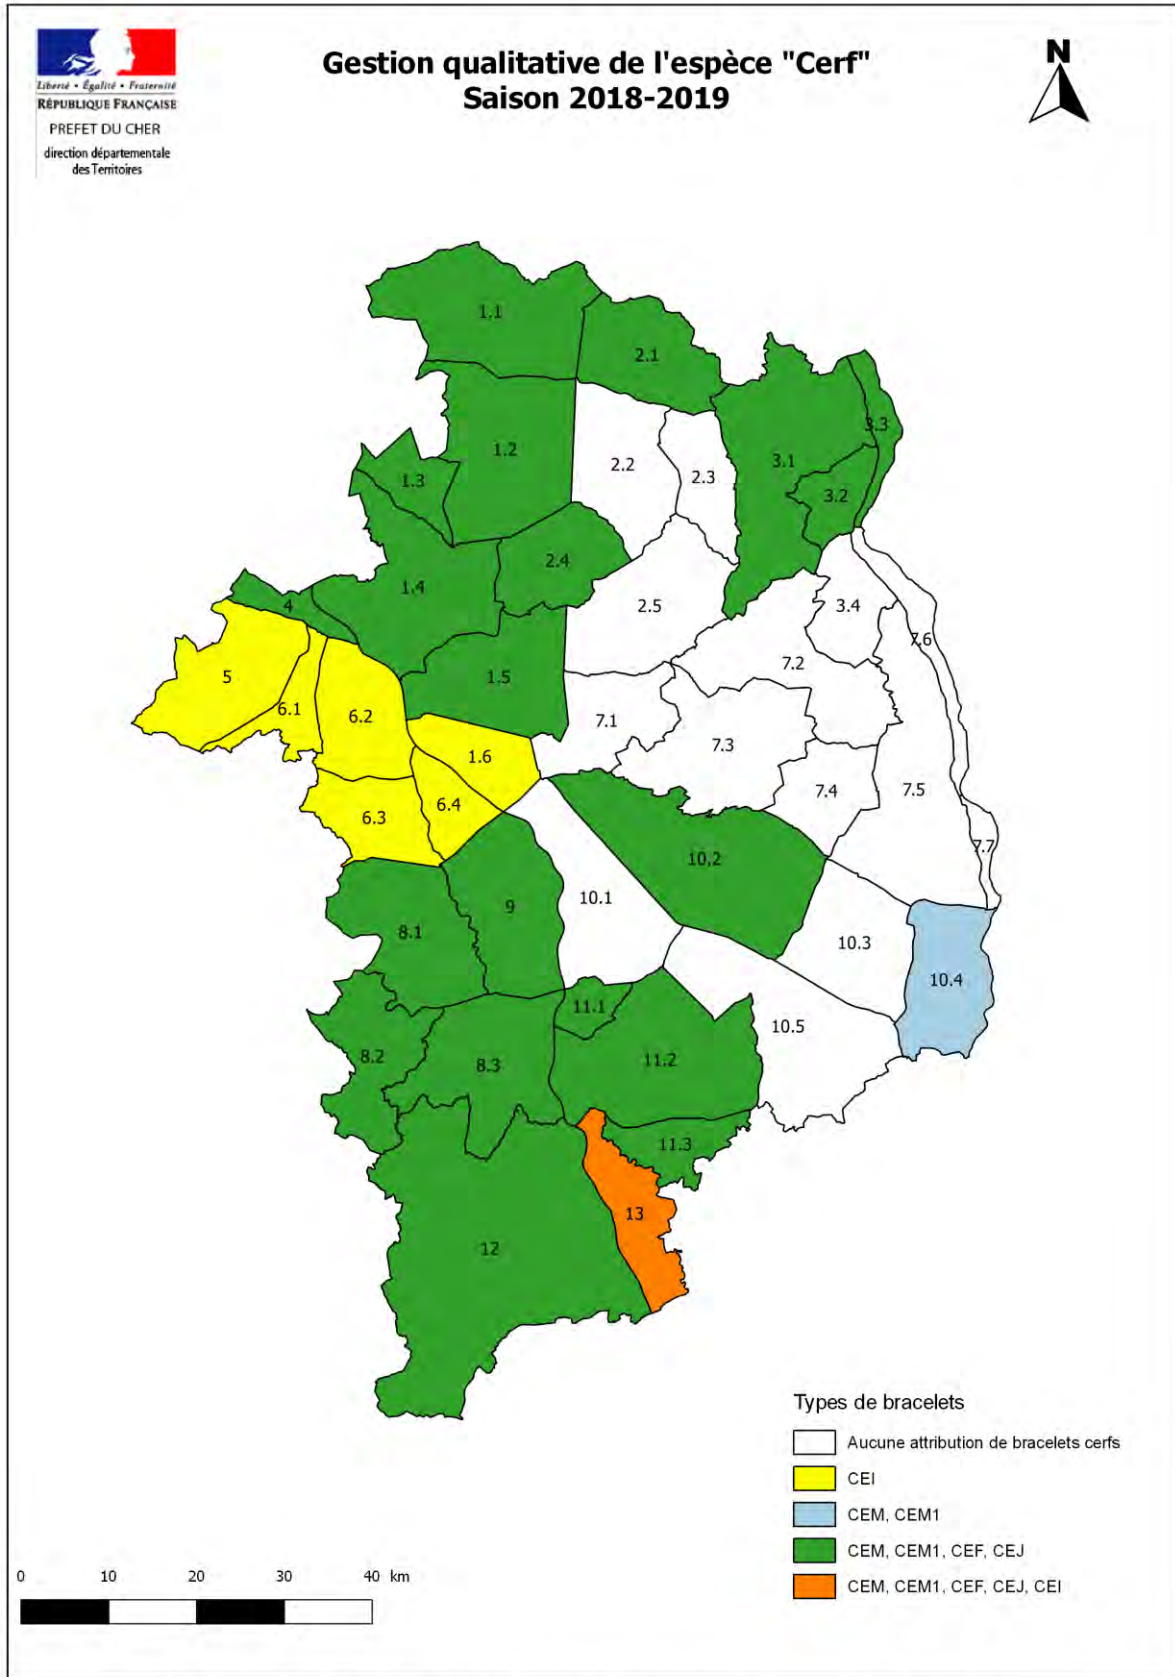 Liberté • Égalité • Fraternité
RÉPUBLIQUE FRANÇAISE
PREFET DU CHER
direction départementale
des Territoires
Gestion qualitative de l'espèce "Cerf"
Saison 2018-2019
N
1.1
2.1
3.3
1.2
2.2
2.3
3.1
1.3
3.2
2.4
1.4
4
2.5
3.4
7.6
7.2
5
1.5
6.1
6.2
7.1
7.3
1.6
7.4
7.5
6.4
6.3
7.7
10.2
10.1
9
8.1
10.3
10.4
11.1
10.5
8.2
8.3
11.2
11.3
13
12
Types de bracelets
Aucune attribution de bracelets cerfs
CEI
CEM, CEM1
CEM, CEM1, CEF, CEJ
CEM, CEM1, CEF, CEJ, CEI
0 10 20 30 40 km